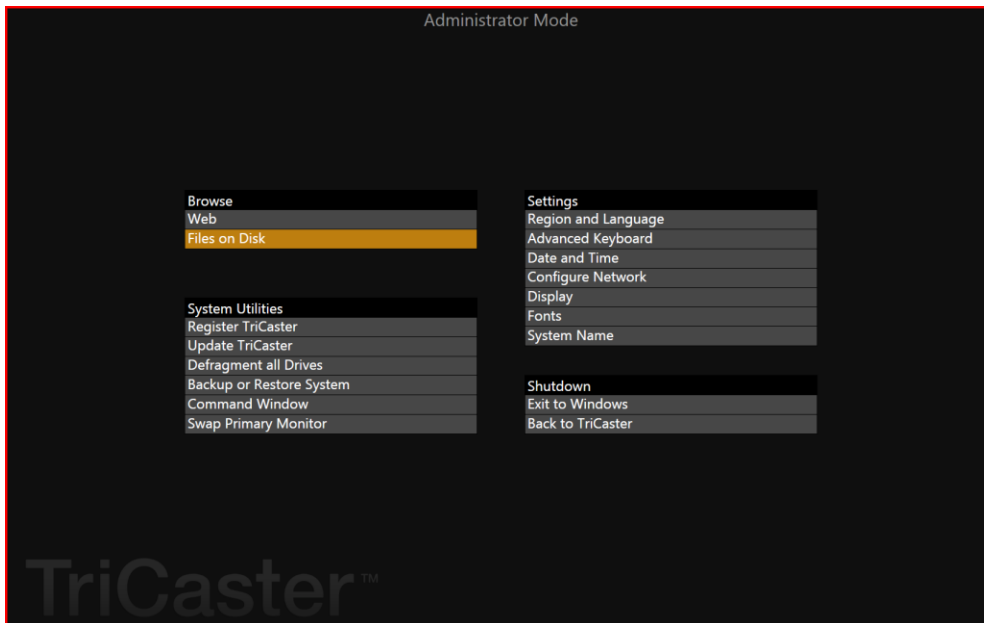 Administrator Mode
Browse
Web
Files on Disk
System Utilities
Register TriCaster
Update TriCaster
Defragment all Drives
Backup or Restore System
Command Window
Swap Primary Monitor
Settings
Region and Language
Advanced Keyboard
Date and Time
Configure Network
Display
Fonts
System Name
Shutdown
Exit to Windows
Back to TriCaster
TriCaster™